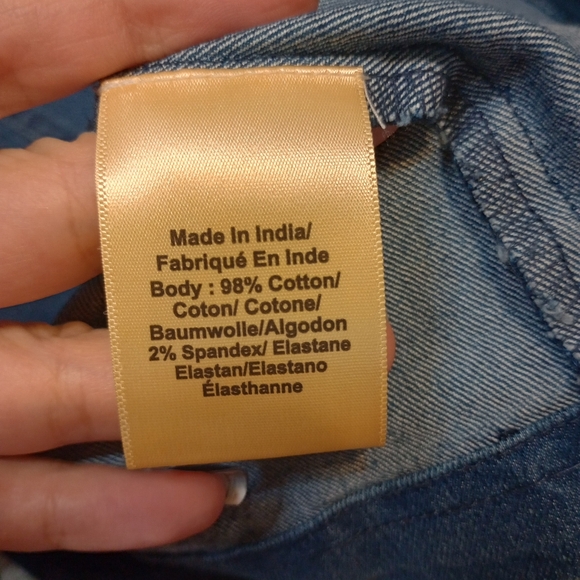 Made In India/
Fabriqué En Inde
Body : 98% Cotton/
Coton/ Cotone/
Baumwolle/Algodon
2% Spandex/ Elastane
Elastan/Elastano
Élasthanne